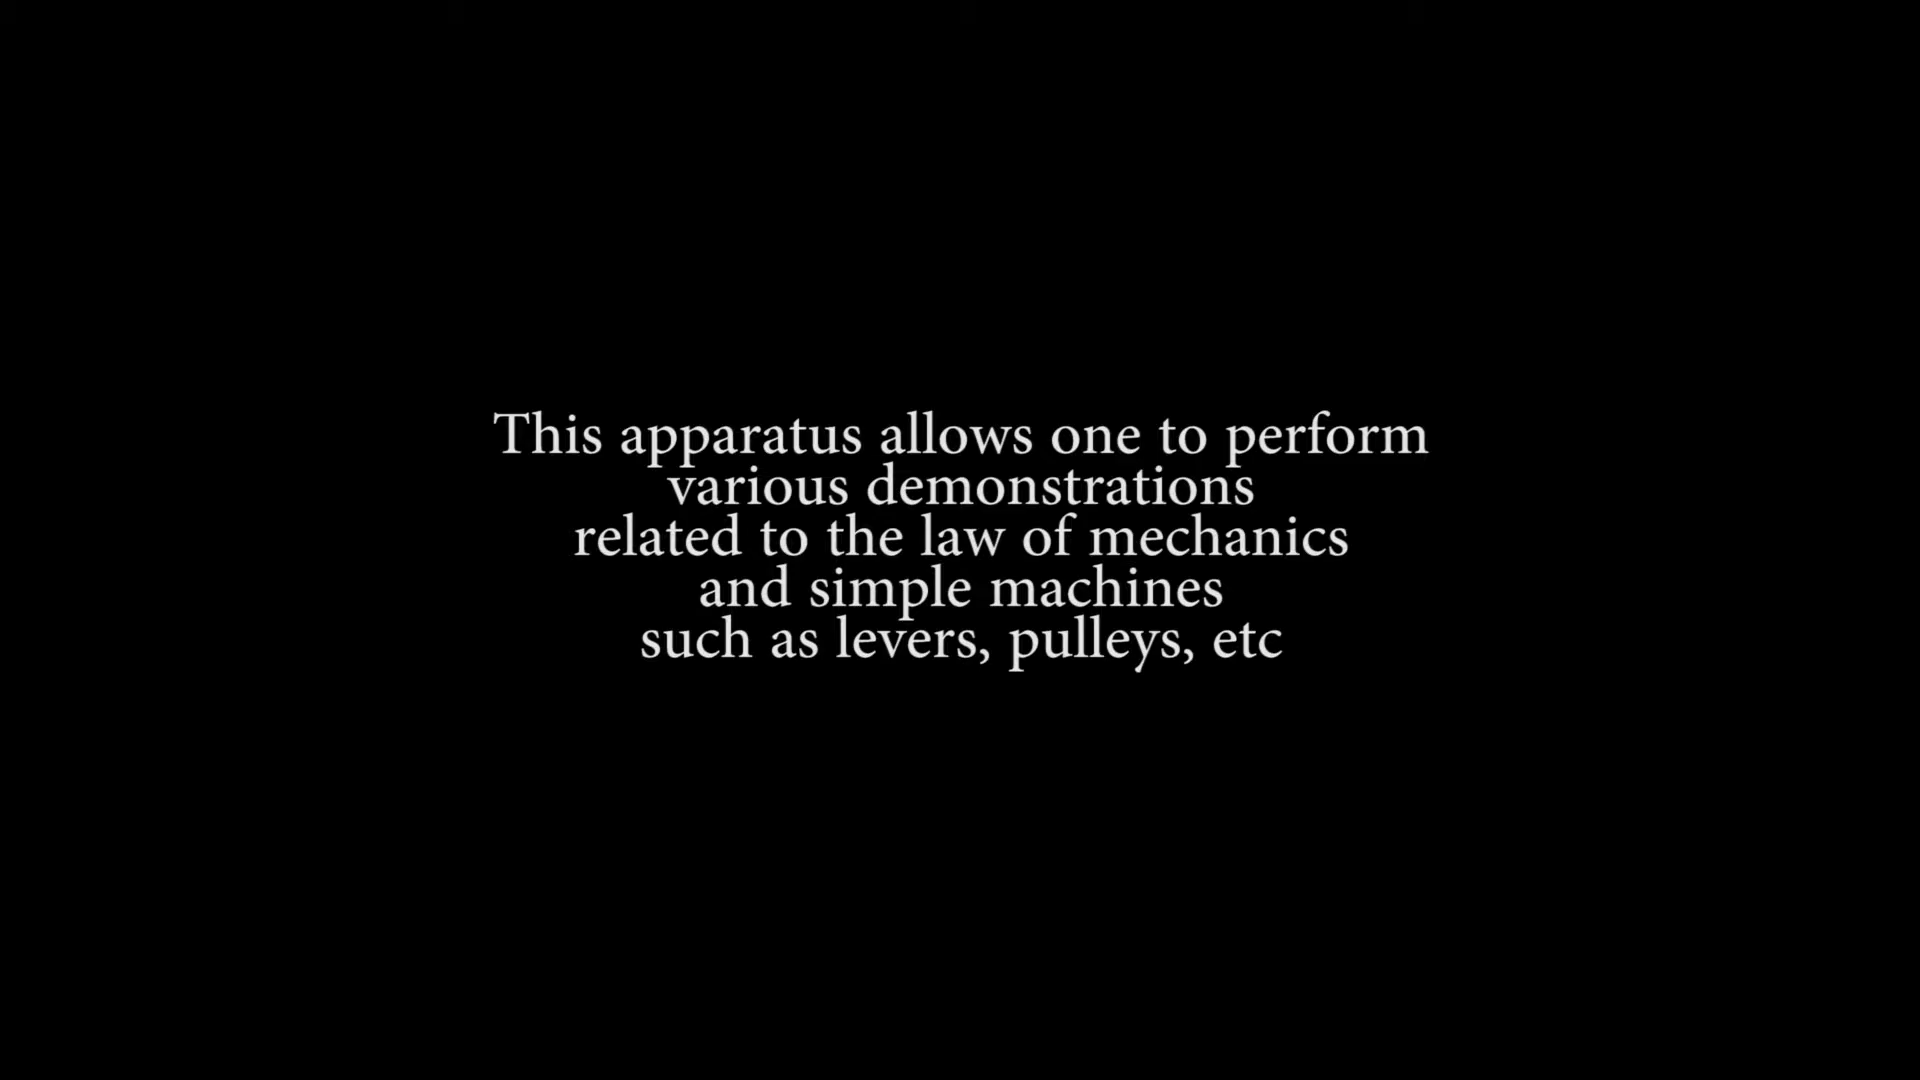 This apparatus allows one to perform
various demonstrations
related to the law of mechanics
and simple machines
such as levers, pulleys, etc